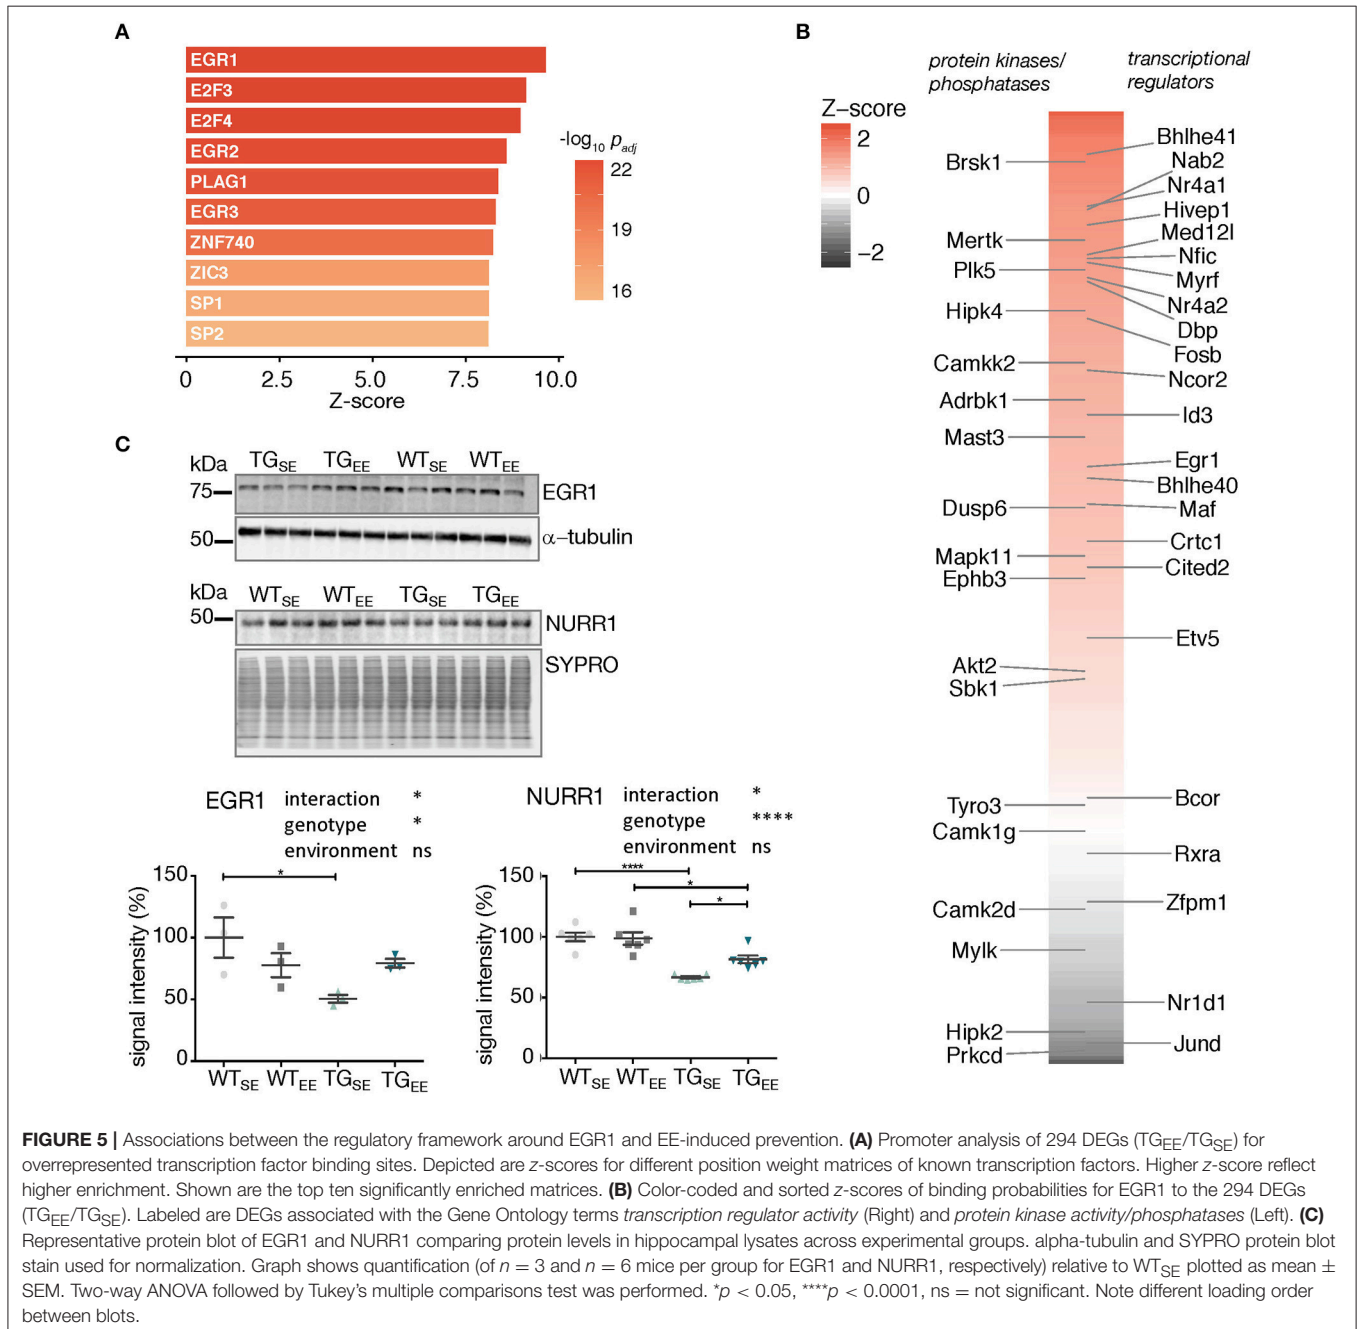 A
EGR1
E2F3
E2F4
EGR2
PLAG1
EGR3
ZNF740
ZIC3
SP1
SP2
0 2.5 5.0 7.5 10.0
Z-score
-log10 padj
22
19
16
B
protein kinases/
phosphatases
transcriptional
regulators
Z-score
2
0
-2
Brsk1
Mertk
Plk5
Hipk4
Camkk2
Adrbk1
Mast3
Dusp6
Mapk11
Ephb3
Akt2
Sbk1
Tyro3
Camk1g
Camk2d
Mylk
Hipk2
Prkcd
Bhlhe41
Nab2
Nr4a1
Hivep1
Med12l
Nfic
Myrf
Nr4a2
Dbp
Fosb
Ncor2
Id3
Egr1
Bhlhe40
Maf
Crtc1
Cited2
Etv5
Bcor
Rxra
Zfpm1
Nr1d1
Jund
C
kDa TGSE TGEE WTSE WTEE
75 EGR1
50 α-tubulin
kDa WTSE WTEE TGSE TGEE
50 NURR1
SYPRO
EGR1 interaction *
genotype *
environment ns
signal intensity (%)
150
100
50
0
*
WTSE WTEE TGSE TGEE
NURR1 interaction *
genotype ****
environment ns
signal intensity (%)
150
100
50
0
****
*
*
WTSE WTEE TGSE TGEE
FIGURE 5 | Associations between the regulatory framework around EGR1 and EE-induced prevention. (A) Promoter analysis of 294 DEGs (TGEE/TGSE) for
overrepresented transcription factor binding sites. Depicted are z-scores for different position weight matrices of known transcription factors. Higher z-score reflect
higher enrichment. Shown are the top ten significantly enriched matrices. (B) Color-coded and sorted z-scores of binding probabilities for EGR1 to the 294 DEGs
(TGEE/TGSE). Labeled are DEGs associated with the Gene Ontology terms transcription regulator activity (Right) and protein kinase activity/phosphatases (Left). (C)
Representative protein blot of EGR1 and NURR1 comparing protein levels in hippocampal lysates across experimental groups. alpha-tubulin and SYPRO protein blot
stain used for normalization. Graph shows quantification (of n = 3 and n = 6 mice per group for EGR1 and NURR1, respectively) relative to WTSE plotted as mean ±
SEM. Two-way ANOVA followed by Tukey's multiple comparisons test was performed. *p < 0.05, ****p < 0.0001, ns = not significant. Note different loading order
between blots.